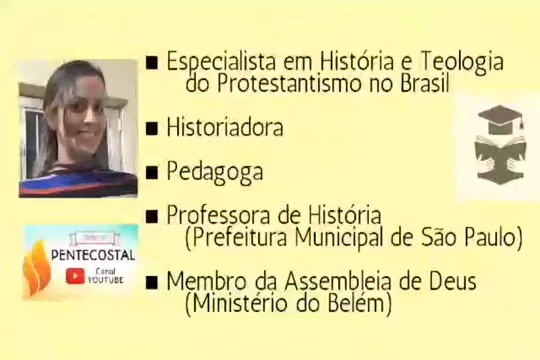 Especialista em História e Teologia
do Protestantismo no Brasil
Historiadora
Pedagoga
Professora de História
(Prefeitura Municipal de São Paulo)
Membro da Assembleia de Deus
(Ministério do Belém)
PENTECOSTAL
Canal
YOUTUBE